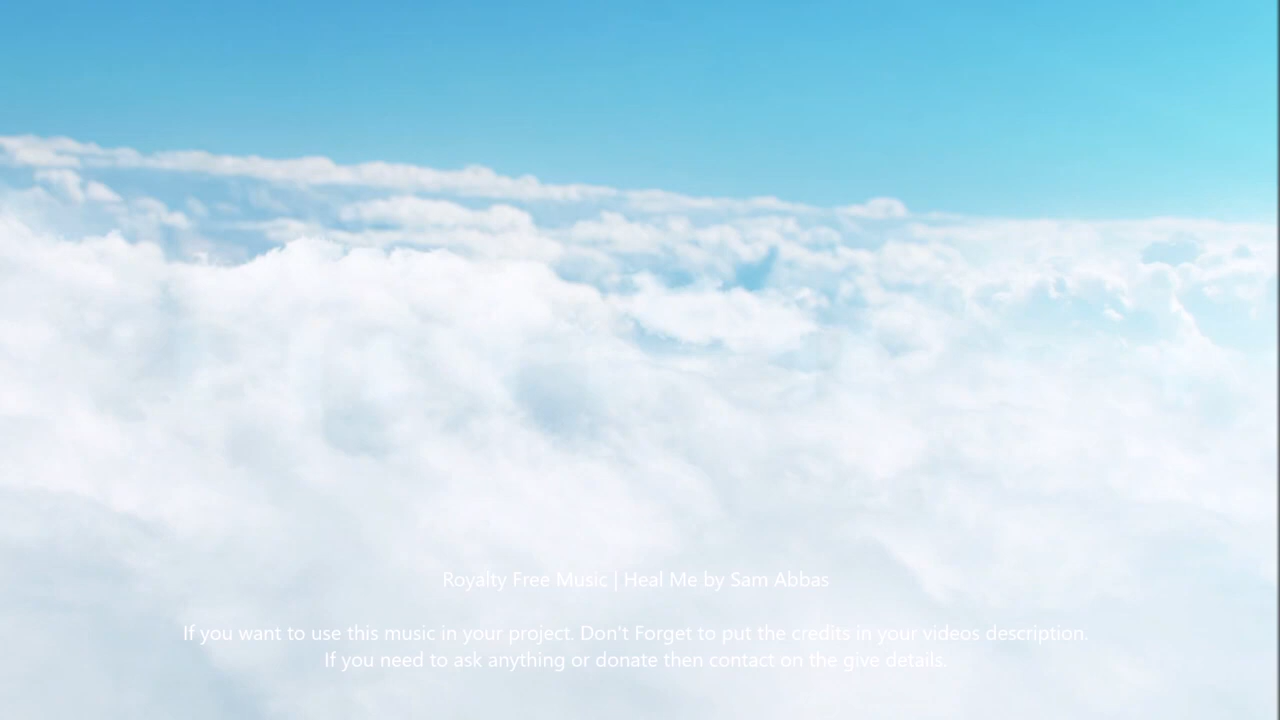 Royalty Free Music | Heal Me by Sam Abbas
If you want to use this music in your project. Don't Forget to put the credits in your videos description.
If you need to ask anything or donate then contact on the give details.